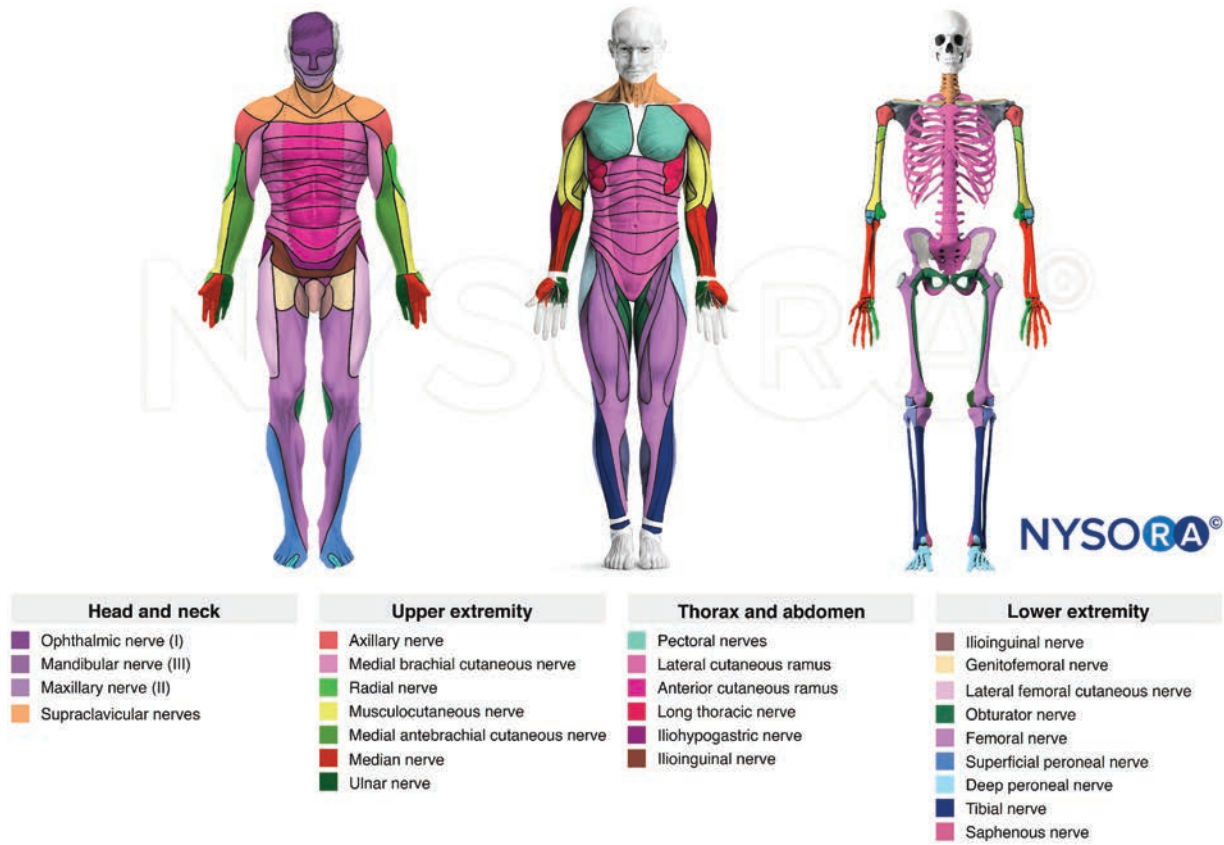 NYSORA©
NYSORA©
Head and neck
Ophthalmic nerve (I)
Mandibular nerve (III)
Maxillary nerve (II)
Supraclavicular nerves
Upper extremity
Axillary nerve
Medial brachial cutaneous nerve
Radial nerve
Musculocutaneous nerve
Medial antebrachial cutaneous nerve
Median nerve
Ulnar nerve
Thorax and abdomen
Pectoral nerves
Lateral cutaneous ramus
Anterior cutaneous ramus
Long thoracic nerve
Iliohypogastric nerve
Ilioinguinal nerve
Lower extremity
Ilioinguinal nerve
Genitofemoral nerve
Lateral femoral cutaneous nerve
Obturator nerve
Femoral nerve
Superficial peroneal nerve
Deep peroneal nerve
Tibial nerve
Saphenous nerve